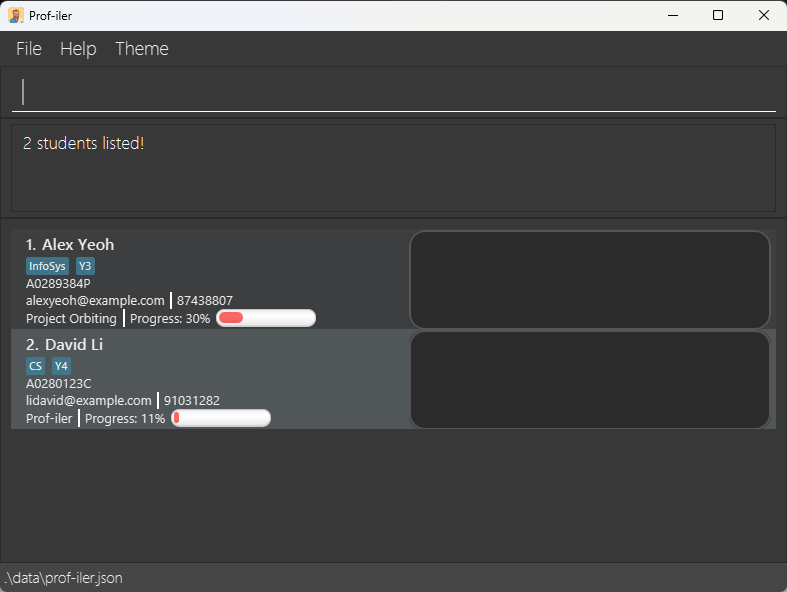 Prof-iler
File Help Theme
2 students listed!
1. Alex Yeoh
InfoSys Y3
A0289384P
alexyeoh@example.com 87438807
Project Orbiting Progress: 30%
2. David Li
CS Y4
A0280123C
lidavid@example.com 91031282
Prof-iler Progress: 11%
.\data\prof-iler.json